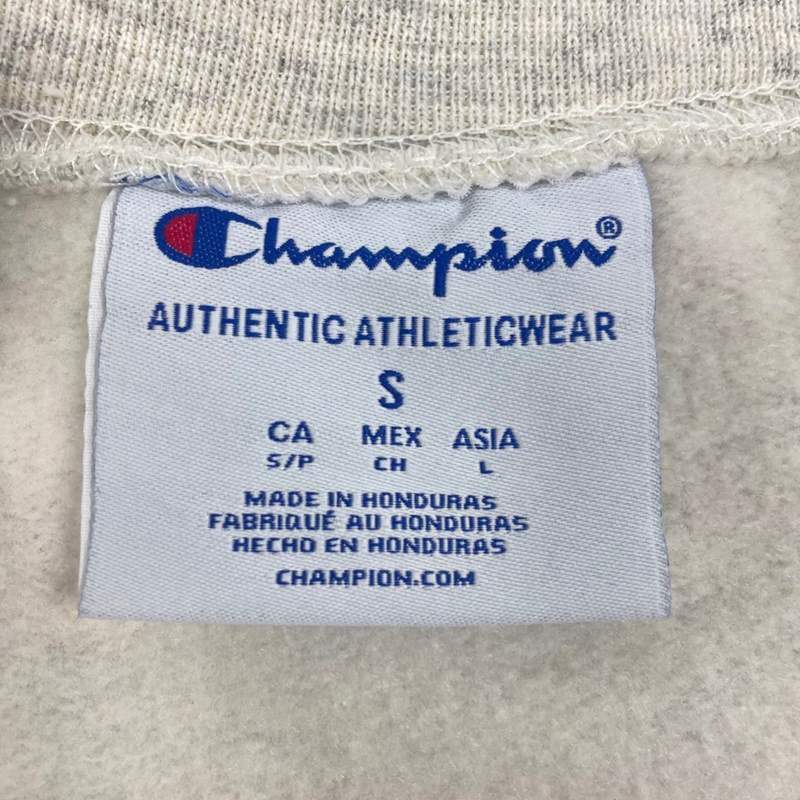 Champion®
AUTHENTIC ATHLETICWEAR
S
CA MEX ASIA
S/P CH L
MADE IN HONDURAS
FABRIQUÉ AU HONDURAS
HECHO EN HONDURAS
CHAMPION.COM